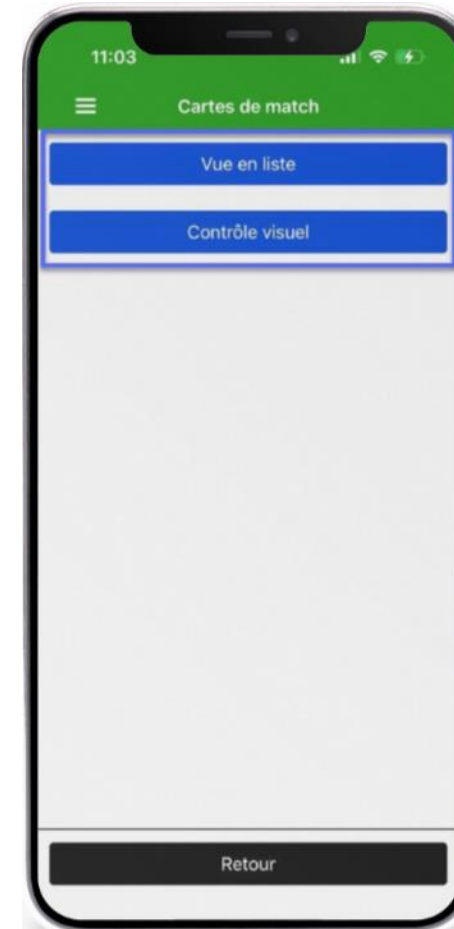 11:03
Cartes de match
Vue en liste
Contrôle visuel
Retour